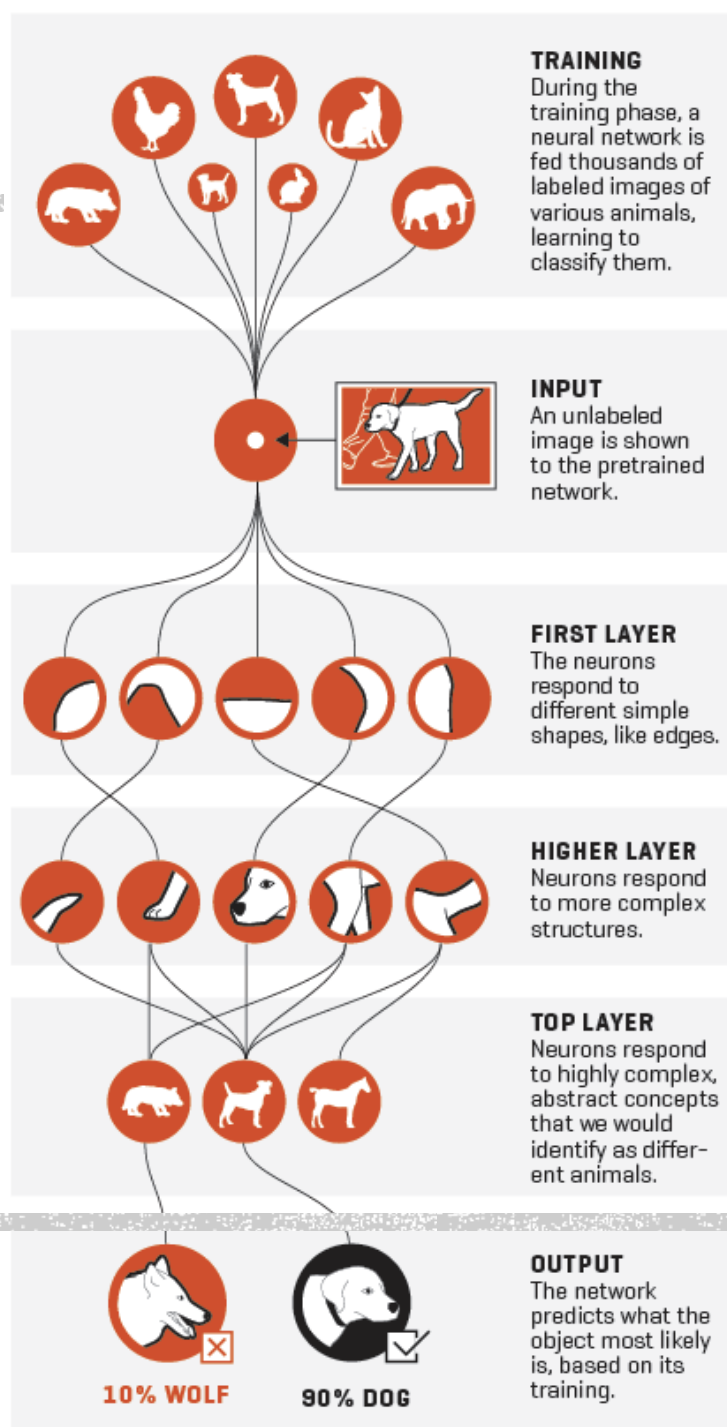 TRAINING
During the
training phase, a
neural network is
fed thousands of
labeled images of
various animals,
learning to
classify them.
INPUT
An unlabeled
image is shown
to the pretrained
network.
FIRST LAYER
The neurons
respond to
different simple
shapes, like edges.
HIGHER LAYER
Neurons respond
to more complex
structures.
TOP LAYER
Neurons respond
to highly complex,
abstract concepts
that we would
identify as differ-
ent animals.
OUTPUT
The network
predicts what the
object most likely
is, based on its
training.
10% WOLF
90% DOG